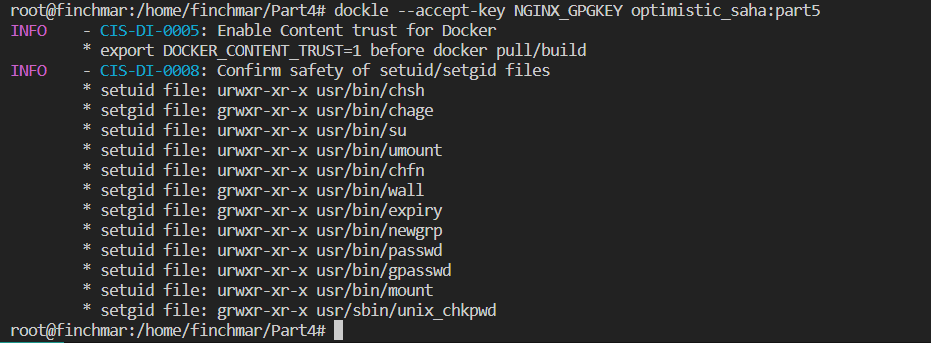 root@finchmar:/home/finchmar/Part4# dockle --accept-key NGINX_GPGKEY optimistic_saha:part5
INFO    - CIS-DI-0005: Enable Content trust for Docker
        * export DOCKER_CONTENT_TRUST=1 before docker pull/build
INFO    - CIS-DI-0008: Confirm safety of setuid/setgid files
        * setuid file: urwxr-xr-x usr/bin/chsh
        * setgid file: grwxr-xr-x usr/bin/chage
        * setuid file: urwxr-xr-x usr/bin/su
        * setuid file: urwxr-xr-x usr/bin/umount
        * setuid file: urwxr-xr-x usr/bin/chfn
        * setgid file: grwxr-xr-x usr/bin/wall
        * setgid file: grwxr-xr-x usr/bin/expiry
        * setuid file: urwxr-xr-x usr/bin/newgrp
        * setuid file: urwxr-xr-x usr/bin/passwd
        * setuid file: urwxr-xr-x usr/bin/gpasswd
        * setuid file: urwxr-xr-x usr/bin/mount
        * setgid file: grwxr-xr-x usr/sbin/unix_chkpwd
root@finchmar:/home/finchmar/Part4#